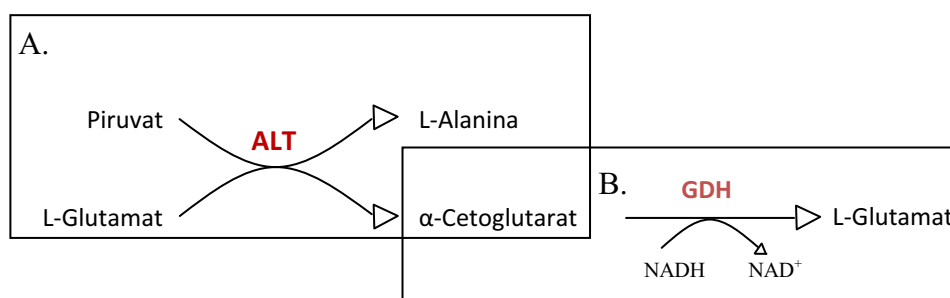 A.
Piruvat
ALT
L-Alanina
L-Glutamat
α-Cetoglutarat
B.
GDH
L-Glutamat
NADH
NAD⁺